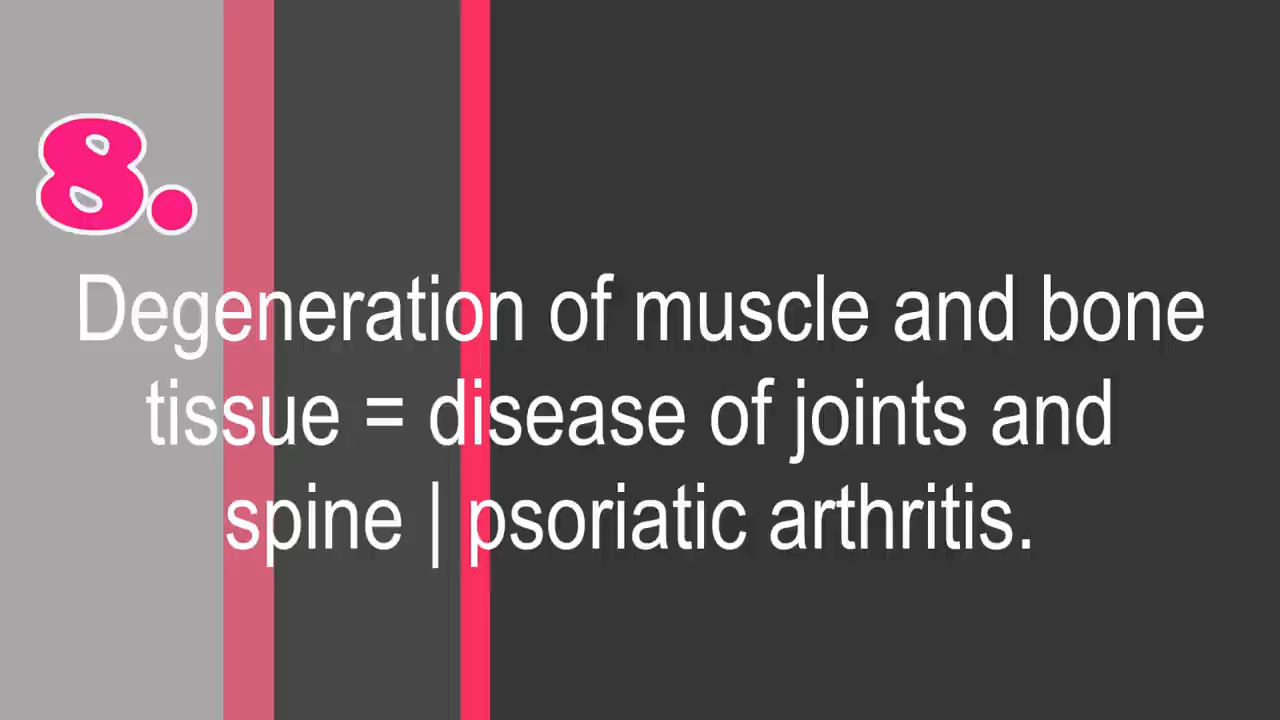 8.
Degeneration of muscle and bone
tissue = disease of joints and
spine | psoriatic arthritis.